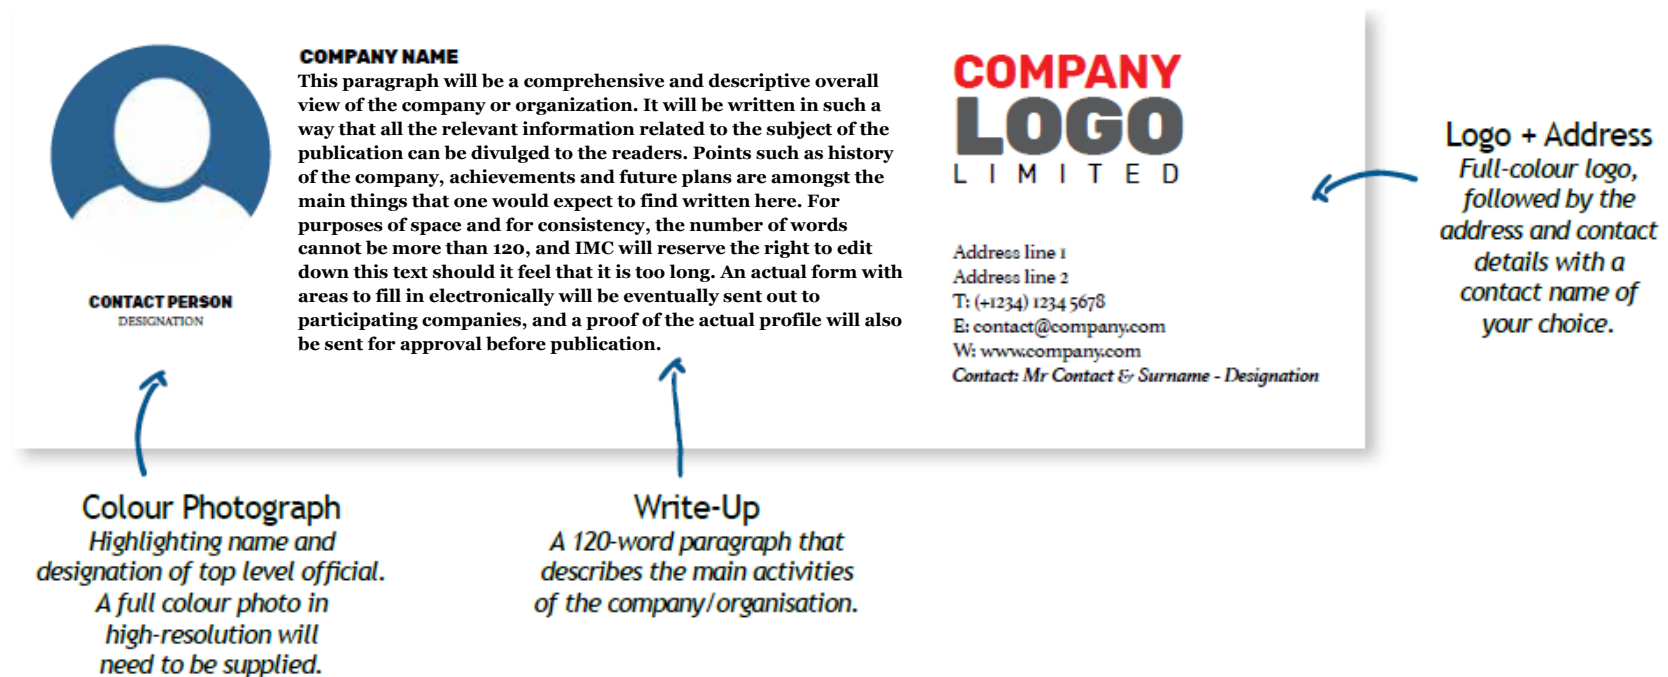 COMPANY NAME
This paragraph will be a comprehensive and descriptive overall
view of the company or organization. It will be written in such a
way that all the relevant information related to the subject of the
publication can be divulged to the readers. Points such as history
of the company, achievements and future plans are amongst the
main things that one would expect to find written here. For
purposes of space and for consistency, the number of words
cannot be more than 120, and IMC will reserve the right to edit
down this text should it feel that it is too long. An actual form with
areas to fill in electronically will be eventually sent out to
participating companies, and a proof of the actual profile will also
be sent for approval before publication.
CONTACT PERSON
DESIGNATION
COMPANY
LOGO
LIMITED
Address line 1
Address line 2
T: (+1234) 1234 5678
E: contact@company.com
W: www.company.com
Contact: Mr Contact & Surname - Designation
Logo + Address
Full-colour logo,
followed by the
address and contact
details with a
contact name of
your choice.
Colour Photograph
Highlighting name and
designation of top level official.
A full colour photo in
high-resolution will
need to be supplied.
Write-Up
A 120-word paragraph that
describes the main activities
of the company/organisation.